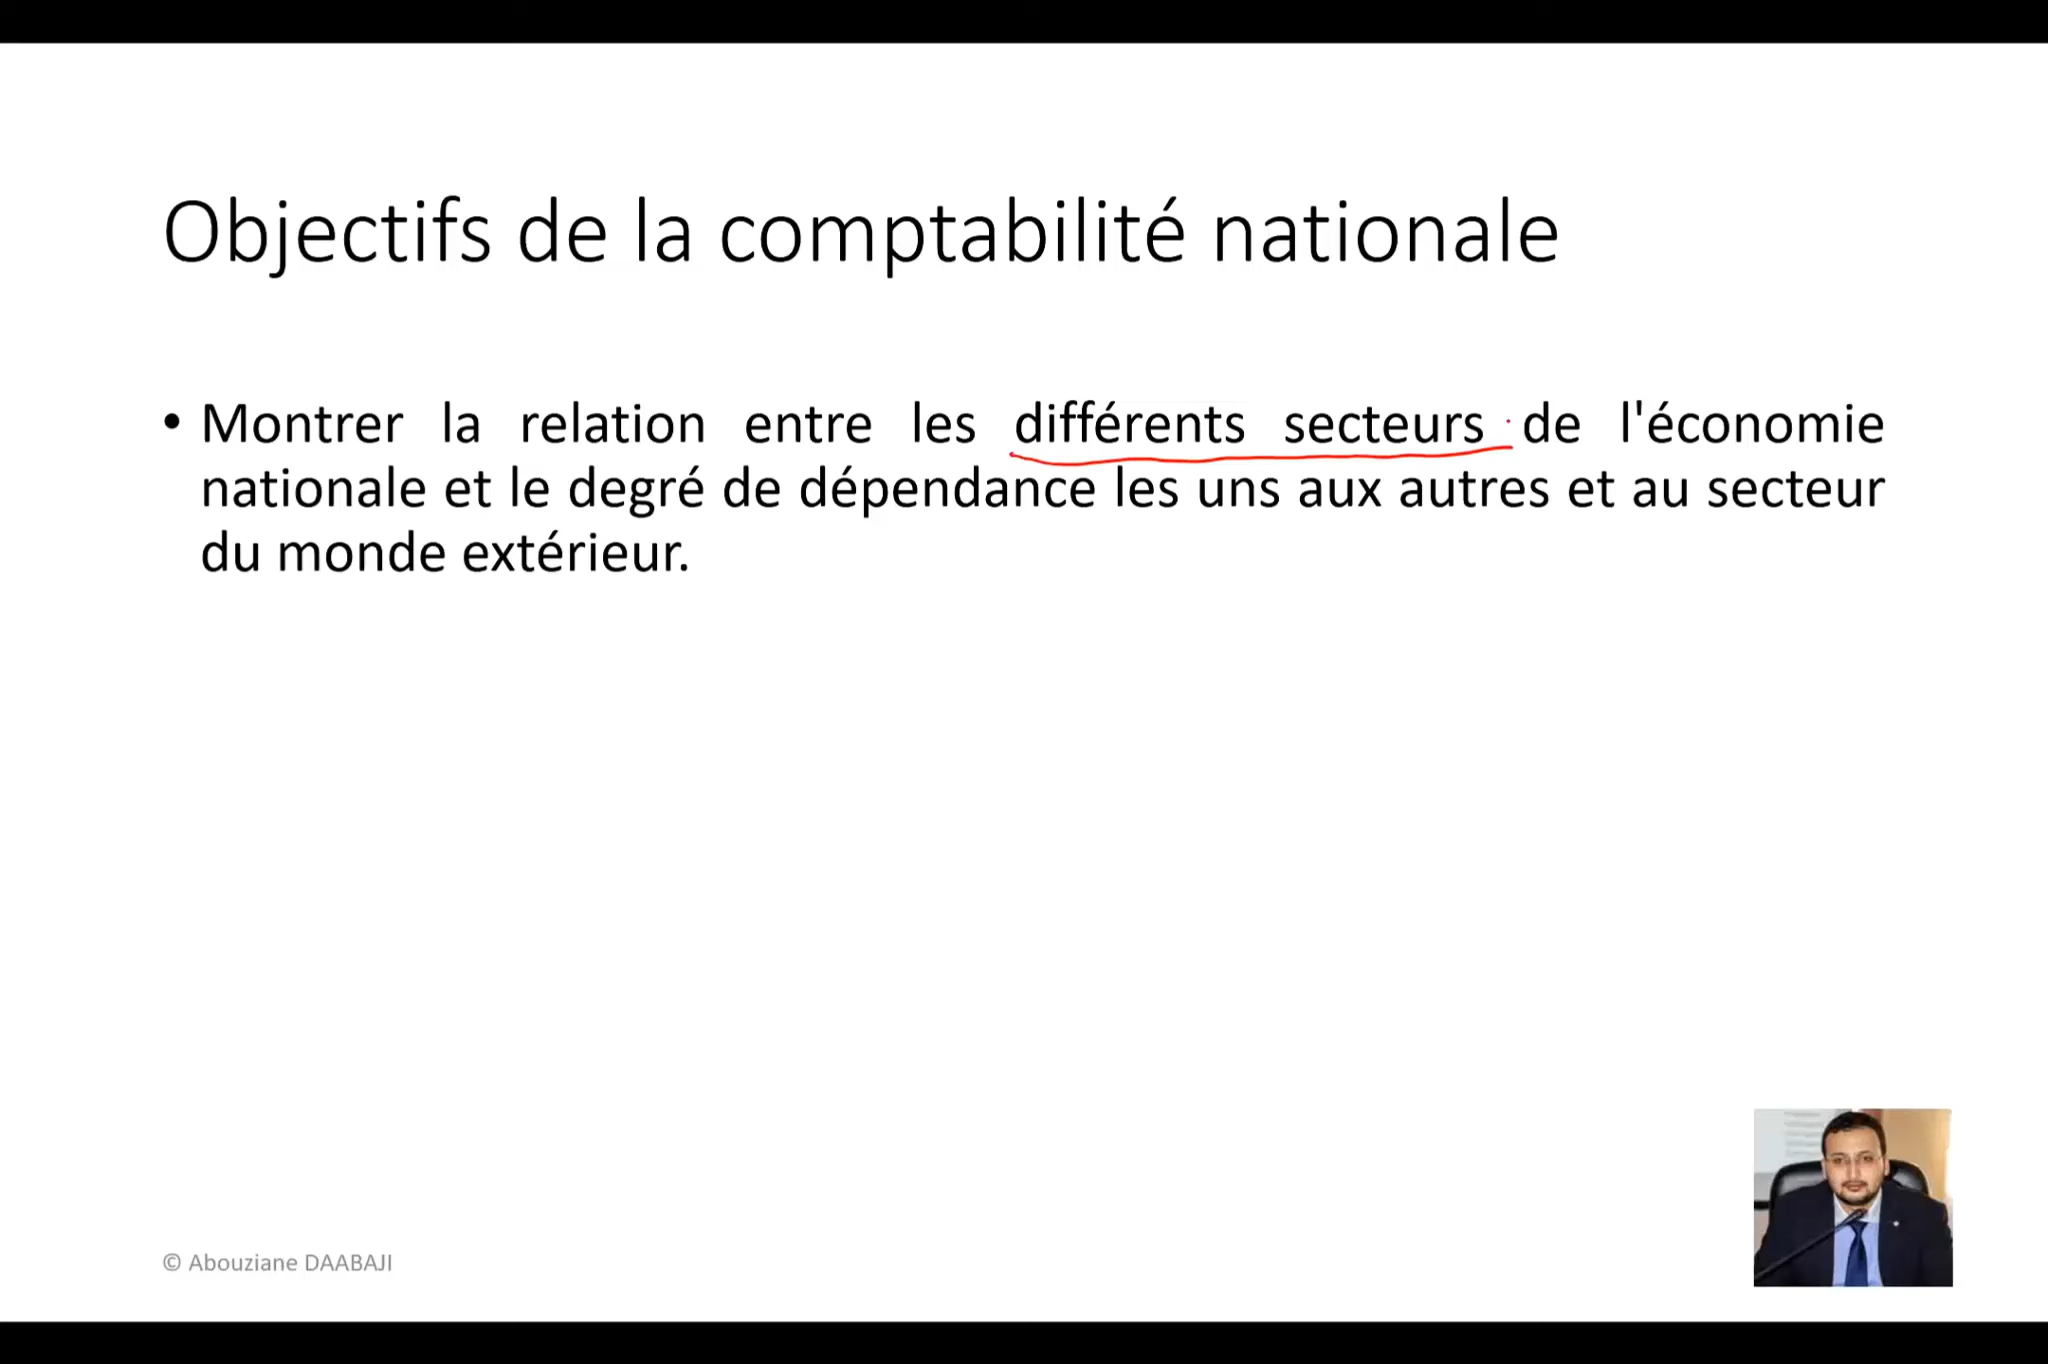 Objectifs de la comptabilité nationale
• Montrer la relation entre les différents secteurs de l'économie
nationale et le degré de dépendance les uns aux autres et au secteur
du monde extérieur.
© Abouziane DAABAJI